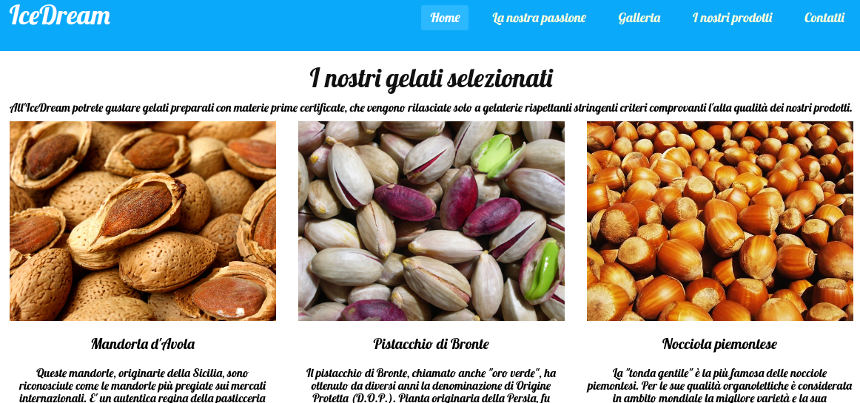 IceDream
Home La nostra passione Galleria I nostri prodotti Contatti
I nostri gelati selezionati
All'IceDream potrete gustare gelati preparati con materie prime certificate, che vengono rilasciate solo a gelaterie rispettanti stringenti criteri comprovanti l'alta qualità dei nostri prodotti.
Mandorla d'Avola
Queste mandorle, originarie della Sicilia, sono
riconosciute come le mandorle più pregiate sui mercati
internazionali. E' un autentica regina della pasticceria
Pistacchio di Bronte
Il pistacchio di Bronte, chiamato anche "oro verde", ha
ottenuto da diversi anni la denominazione di Origine
Protetta (D.O.P.). Pianta originaria della Persia, fu
Nocciola piemontese
La "tonda gentile" è la più famosa delle nocciole
piemontesi. Per le sue qualità organolettiche è considerata
in ambito mondiale la migliore varietà e la sua